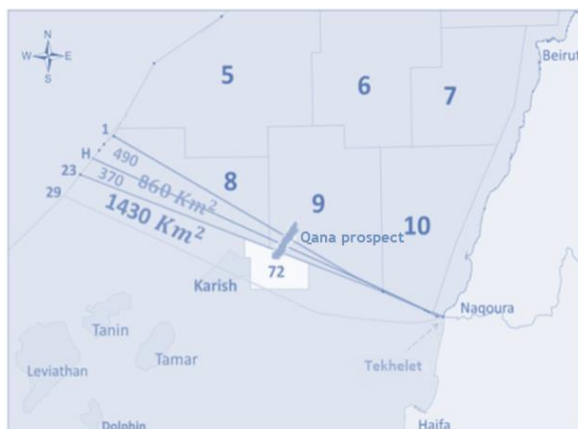 N
W E
S
5
6
7
Beirut
1
H
490
8
860 Km²
23
370
29
1430 Km²
9
10
Qana prospect
72
Karish
Naqoura
Tanin
Tamar
Leviathan
Tekhelet
Dolphin
Haifa